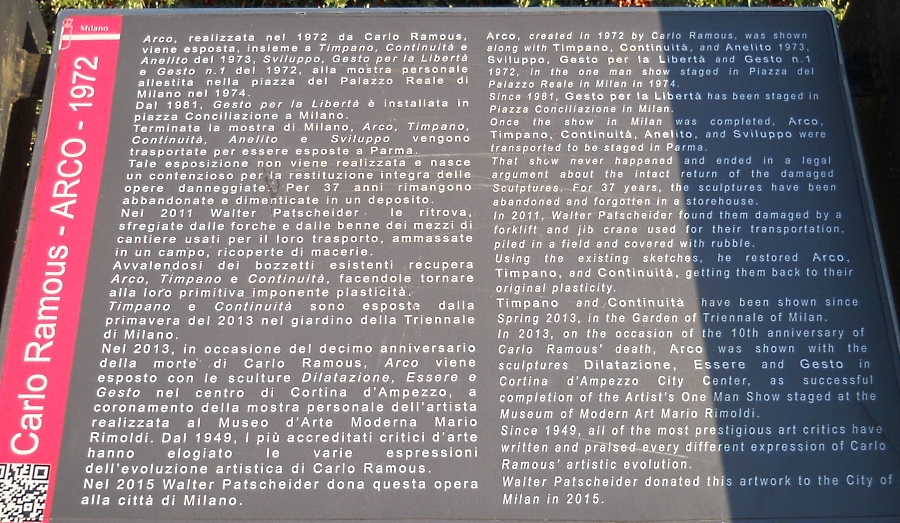 Milano
Carlo Ramous - ARCO - 1972
Arco, realizzata nel 1972 da Carlo Ramous,
viene esposta, insieme a Timpano, Continuità e
Anelito del 1973, Sviluppo, Gesto per la Libertà
e Gesto n.1 del 1972, alla mostra personale
allestita nella piazza del Palazzo Reale di
Milano nel 1974.
Dal 1981, Gesto per la Libertà è installata in
piazza Conciliazione a Milano.
Terminata la mostra di Milano, Arco, Timpano,
Continuità, Anelito e Sviluppo vengono
trasportate per essere esposte a Parma.
Tale esposizione non viene realizzata e nasce
un contenzioso per la restituzione integra delle
opere danneggiate. Per 37 anni rimangono
abbandonate e dimenticate in un deposito.
Nel 2011 Walter Patscheider le ritrova,
sfregiate dalle forche e dalle benne dei mezzi di
cantiere usati per il loro trasporto, ammassate
in un campo, ricoperte di macerie.
Avvalendosi dei bozzetti esistenti recupera
Arco, Timpano e Continuità, facendole tornare
alla loro primitiva imponente plasticità.
Timpano e Continuità sono esposte dalla
primavera del 2013 nel giardino della Triennale
di Milano.
Nel 2013, in occasione del decimo anniversario
della morte di Carlo Ramous, Arco viene
esposto con le sculture Dilatazione, Essere e
Gesto nel centro di Cortina d'Ampezzo, a
coronamento della mostra personale dell'artista
realizzata al Museo d'Arte Moderna Mario
Rimoldi. Dal 1949, i più accreditati critici d'arte
hanno elogiato le varie espressioni
dell'evoluzione artistica di Carlo Ramous.
Nel 2015 Walter Patscheider dona questa opera
alla città di Milano.
Arco, created in 1972 by Carlo Ramous, was shown
along with Timpano, Continuità, and Anelito 1973,
Sviluppo, Gesto per la Libertà and Gesto n.1
1972, in the one man show staged in Piazza del
Palazzo Reale in Milan in 1974.
Since 1981, Gesto per la Libertà has been staged in
Piazza Conciliazione in Milan.
Once the show in Milan was completed, Arco,
Timpano, Continuità, Anelito, and Sviluppo were
transported to be staged in Parma.
That show never happened and ended in a legal
argument about the intact return of the damaged
Sculptures. For 37 years, the sculptures have been
abandoned and forgotten in a storehouse.
In 2011, Walter Patscheider found them damaged by a
forklift and jib crane used for their transportation,
piled in a field and covered with rubble.
Using the existing sketches, he restored Arco,
Timpano, and Continuità, getting them back to their
original plasticity.
Timpano and Continuità have been shown since
Spring 2013, in the Garden of Triennale of Milan.
In 2013, on the occasion of the 10th anniversary of
Carlo Ramous' death, Arco was shown with the
sculptures Dilatazione, Essere and Gesto in
Cortina d'Ampezzo City Center, as successful
completion of the Artist's One Man Show staged at the
Museum of Modern Art Mario Rimoldi.
Since 1949, all of the most prestigious art critics have
written and praised every different expression of Carlo
Ramous' artistic evolution.
Walter Patscheider donated this artwork to the City of
Milan in 2015.